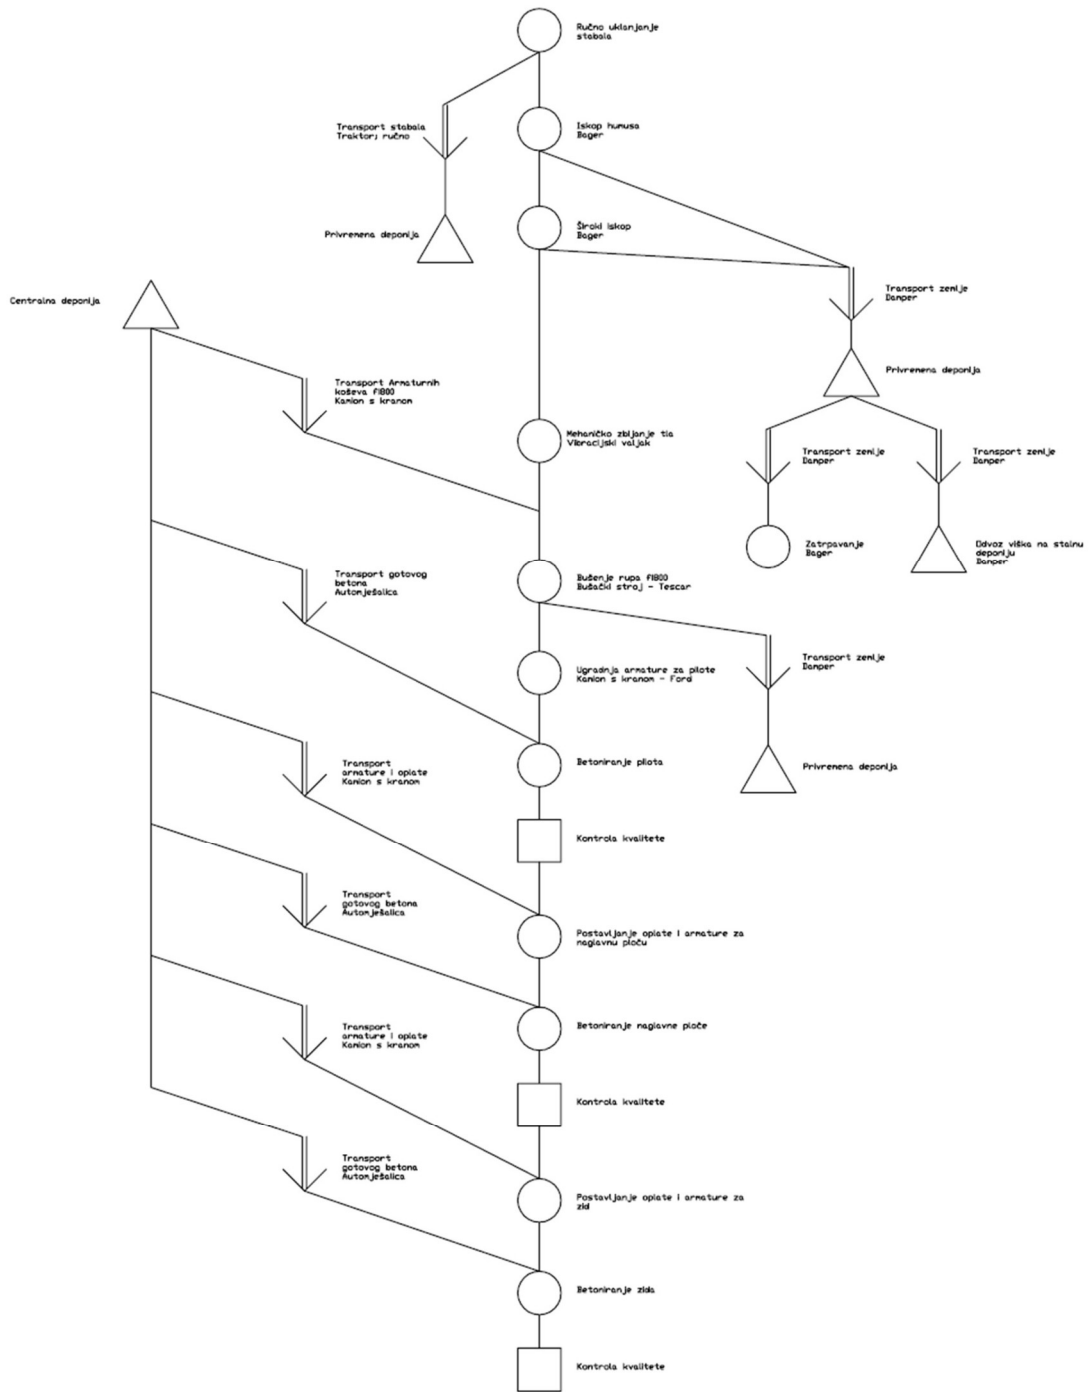 Ručno uklanjanje
stabala
Transport stabala
Traktor; ručno
Iskop humusa
Bager
Privremena deponija
Široki iskop
Bager
Centralna deponija
Transport zemlje
Damper
Transport Armaturnih
koševa fi800
Kamion s kranom
Privremena deponija
Mehaničko zbijanje tla
Vibracijski valjak
Transport zemlje
Damper
Transport zemlje
Damper
Zatrpavanje
Bager
Odvoz viška na stalnu
deponiju
Damper
Transport gotovog
betona
Automješalica
Bušenje rupa fi800
Bušački stroj - Tescar
Ugradnja armature za pilote
Kamion s kranom - Ford
Transport zemlje
Damper
Transport
armature i oplate
Kamion s kranom
Betoniranje pilota
Privremena deponija
Kontrola kvalitete
Transport
gotovog betona
Automješalica
Postavljanje oplate i armature za
naglavnu ploču
Transport
armature i oplate
Kamion s kranom
Betoniranje naglavne ploče
Kontrola kvalitete
Transport
gotovog betona
Automješalica
Postavljanje oplate i armature za
zid
Betoniranje zida
Kontrola kvalitete